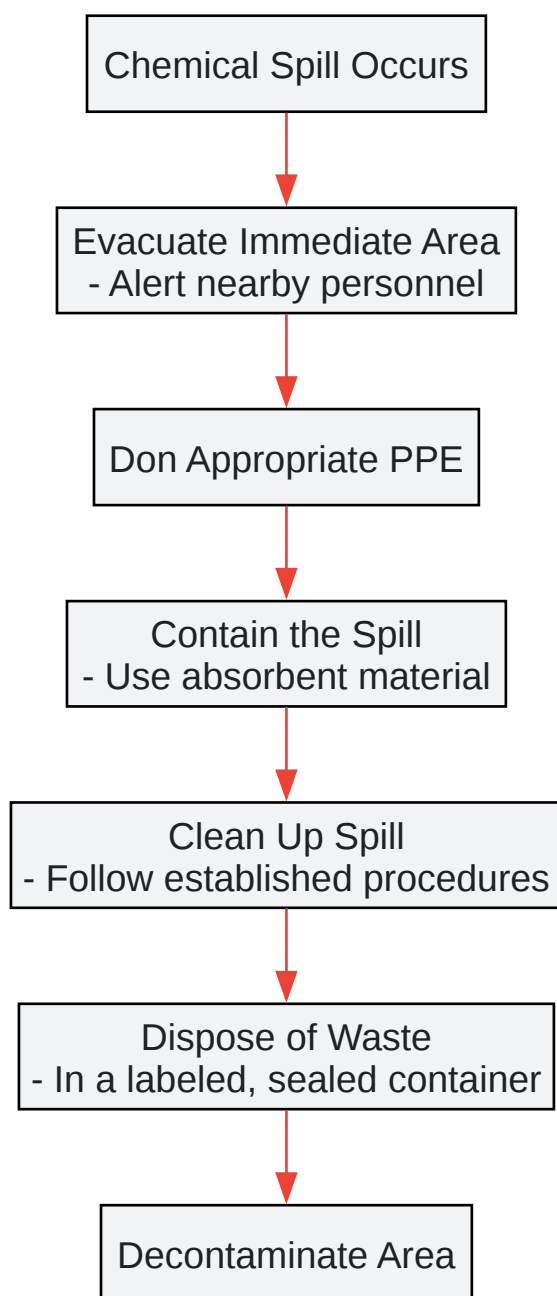 Chemical Spill Occurs
Evacuate Immediate Area
- Alert nearby personnel
Don Appropriate PPE
Contain the Spill
- Use absorbent material
Clean Up Spill
- Follow established procedures
Dispose of Waste
- In a labeled, sealed container
Decontaminate Area